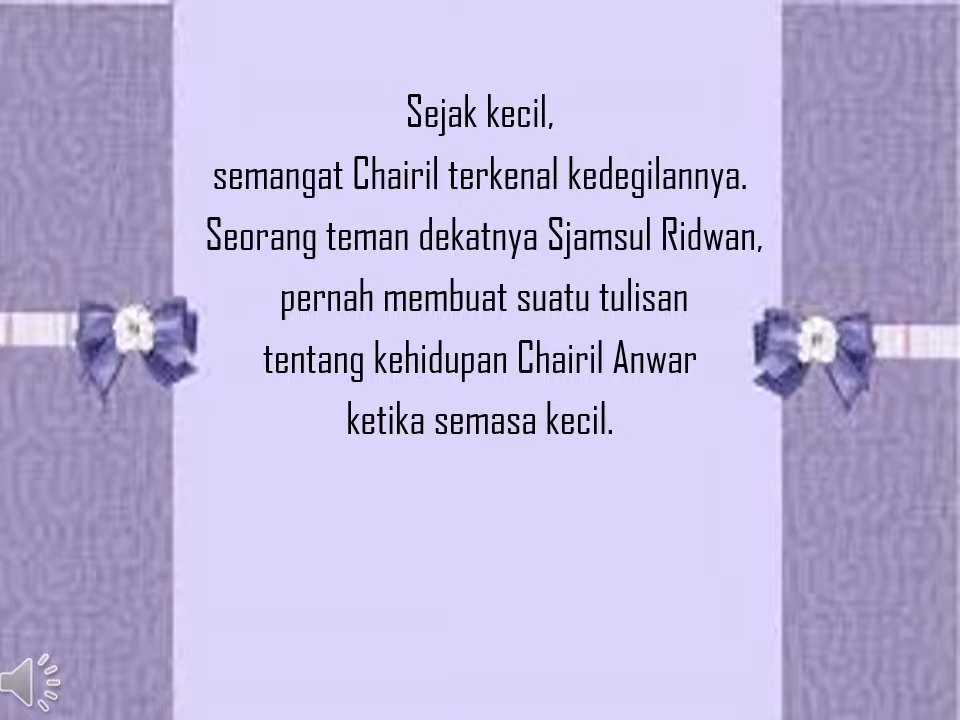 Sejak kecil,
semangat Chairil terkenal kedegilannya.
Seorang teman dekatnya Sjamsul Ridwan,
pernah membuat suatu tulisan
tentang kehidupan Chairil Anwar
ketika semasa kecil.